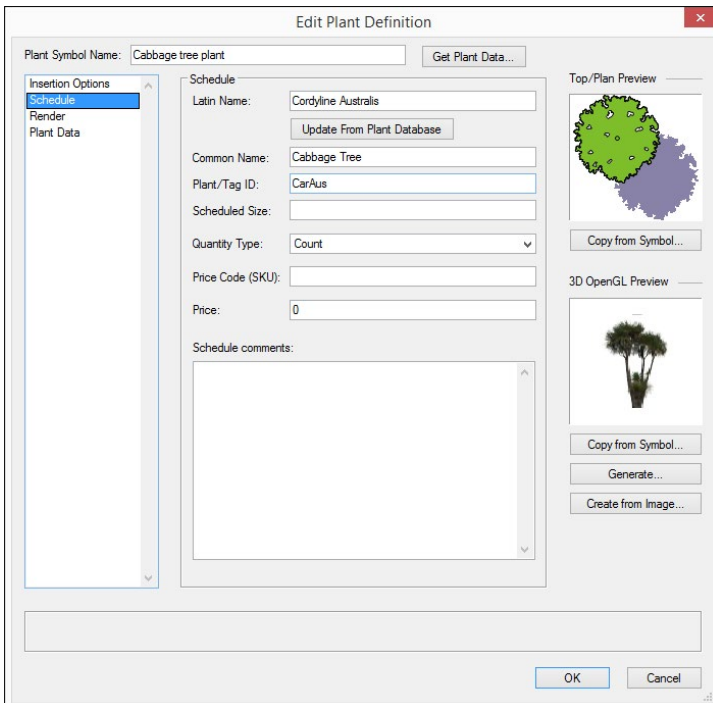 Edit Plant Definition
Plant Symbol Name: Cabbage tree plant Get Plant Data...
Insertion Options
Schedule
Render
Plant Data
Schedule
Latin Name: Cordyline Australis
Update From Plant Database
Common Name: Cabbage Tree
Plant/Tag ID: CarAus
Scheduled Size:
Quantity Type: Count
Price Code (SKU):
Price: 0
Schedule comments:
Top/Plan Preview
Copy from Symbol...
3D OpenGL Preview
Copy from Symbol...
Generate...
Create from Image...
OK Cancel